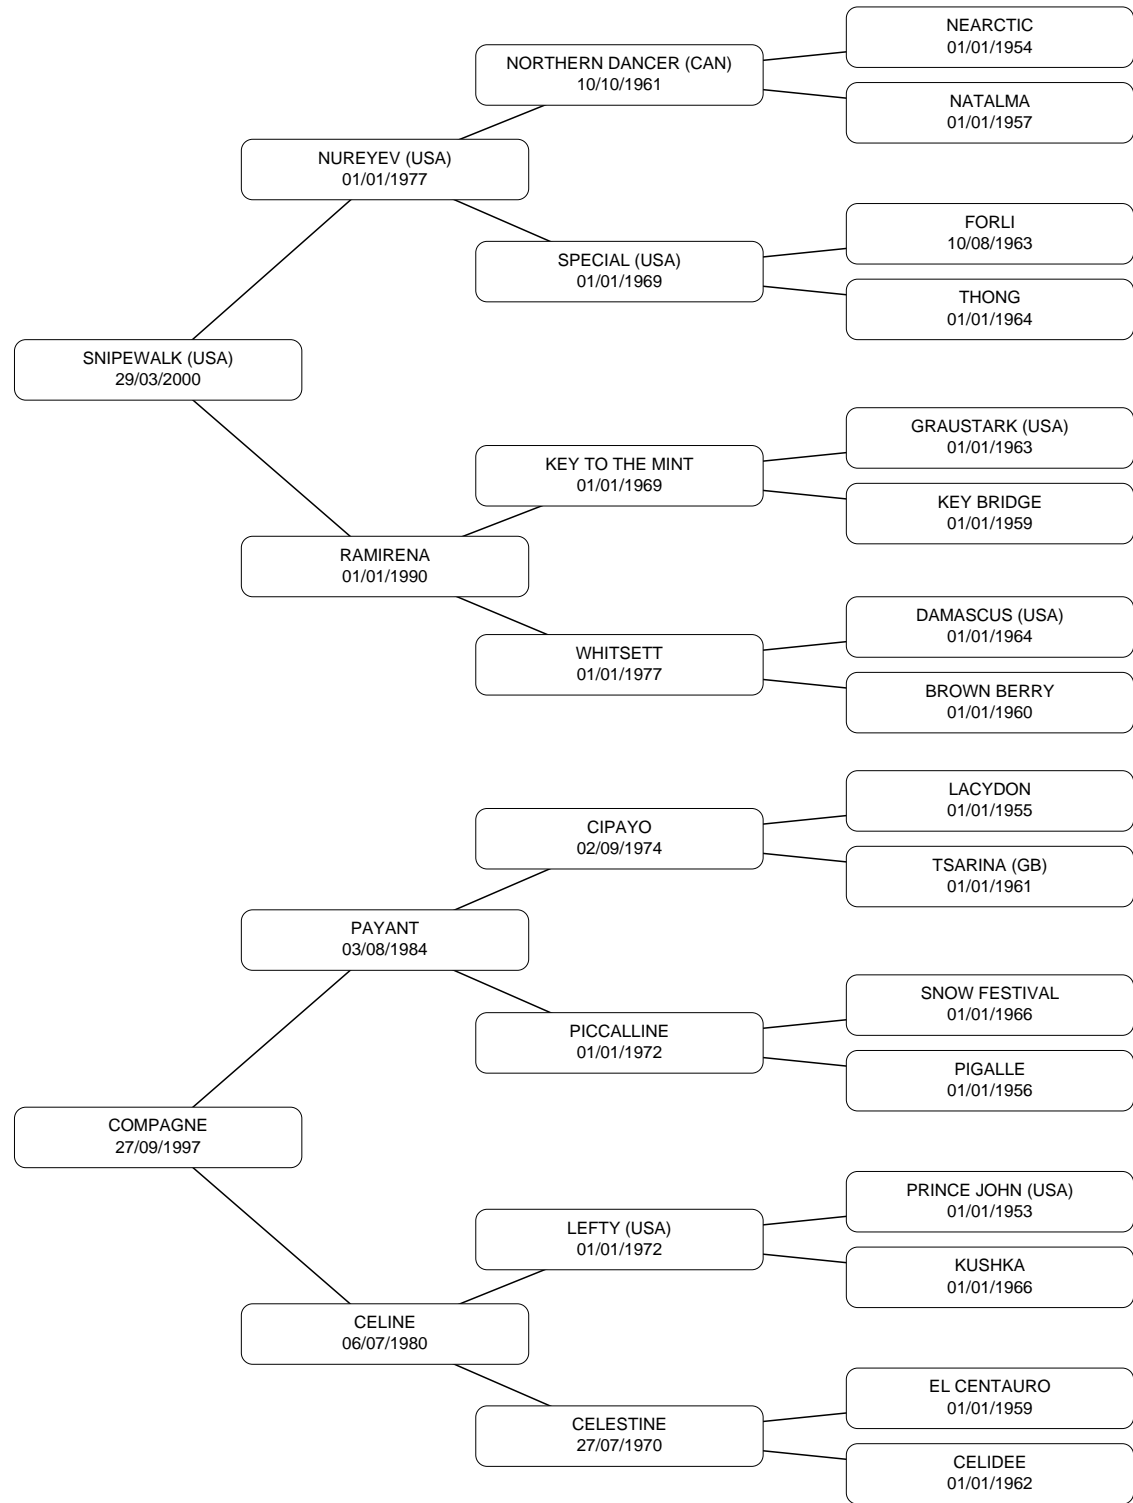 NEARCTIC
01/01/1954
NORTHERN DANCER (CAN)
10/10/1961
NATALMA
01/01/1957
NUREYEV (USA)
01/01/1977
FORLI
10/08/1963
SPECIAL (USA)
01/01/1969
THONG
01/01/1964
SNIPEWALK (USA)
29/03/2000
GRAUSTARK (USA)
01/01/1963
KEY TO THE MINT
01/01/1969
KEY BRIDGE
01/01/1959
RAMIRENA
01/01/1990
DAMASCUS (USA)
01/01/1964
WHITSETT
01/01/1977
BROWN BERRY
01/01/1960
LACYDON
01/01/1955
CIPAYO
02/09/1974
TSARINA (GB)
01/01/1961
PAYANT
03/08/1984
SNOW FESTIVAL
01/01/1966
PICCALLINE
01/01/1972
PIGALLE
01/01/1956
COMPAGNE
27/09/1997
PRINCE JOHN (USA)
01/01/1953
LEFTY (USA)
01/01/1972
KUSHKA
01/01/1966
CELINE
06/07/1980
EL CENTAURO
01/01/1959
CELESTINE
27/07/1970
CELIDEE
01/01/1962